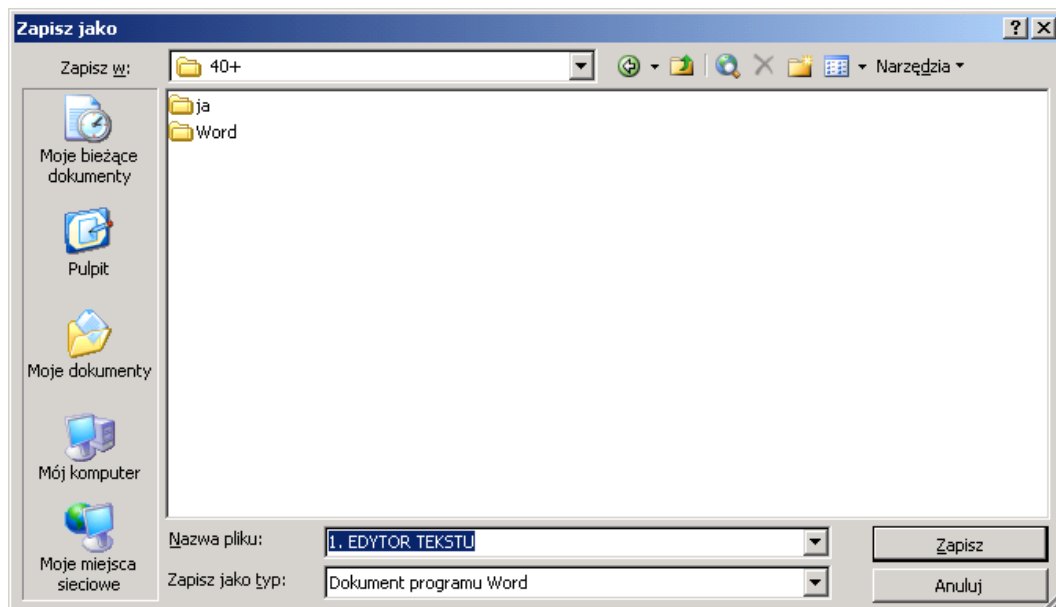 Zapisz jako
Zapisz w:
40+
Narzędzia
ja
Word
Moje bieżące
dokumenty
Pulpit
Moje dokumenty
Mój komputer
Moje miejsca
sieciowe
Nazwa pliku:
1. EDYTOR TEKSTU
Zapisz
Zapisz jako typ:
Dokument programu Word
Anuluj